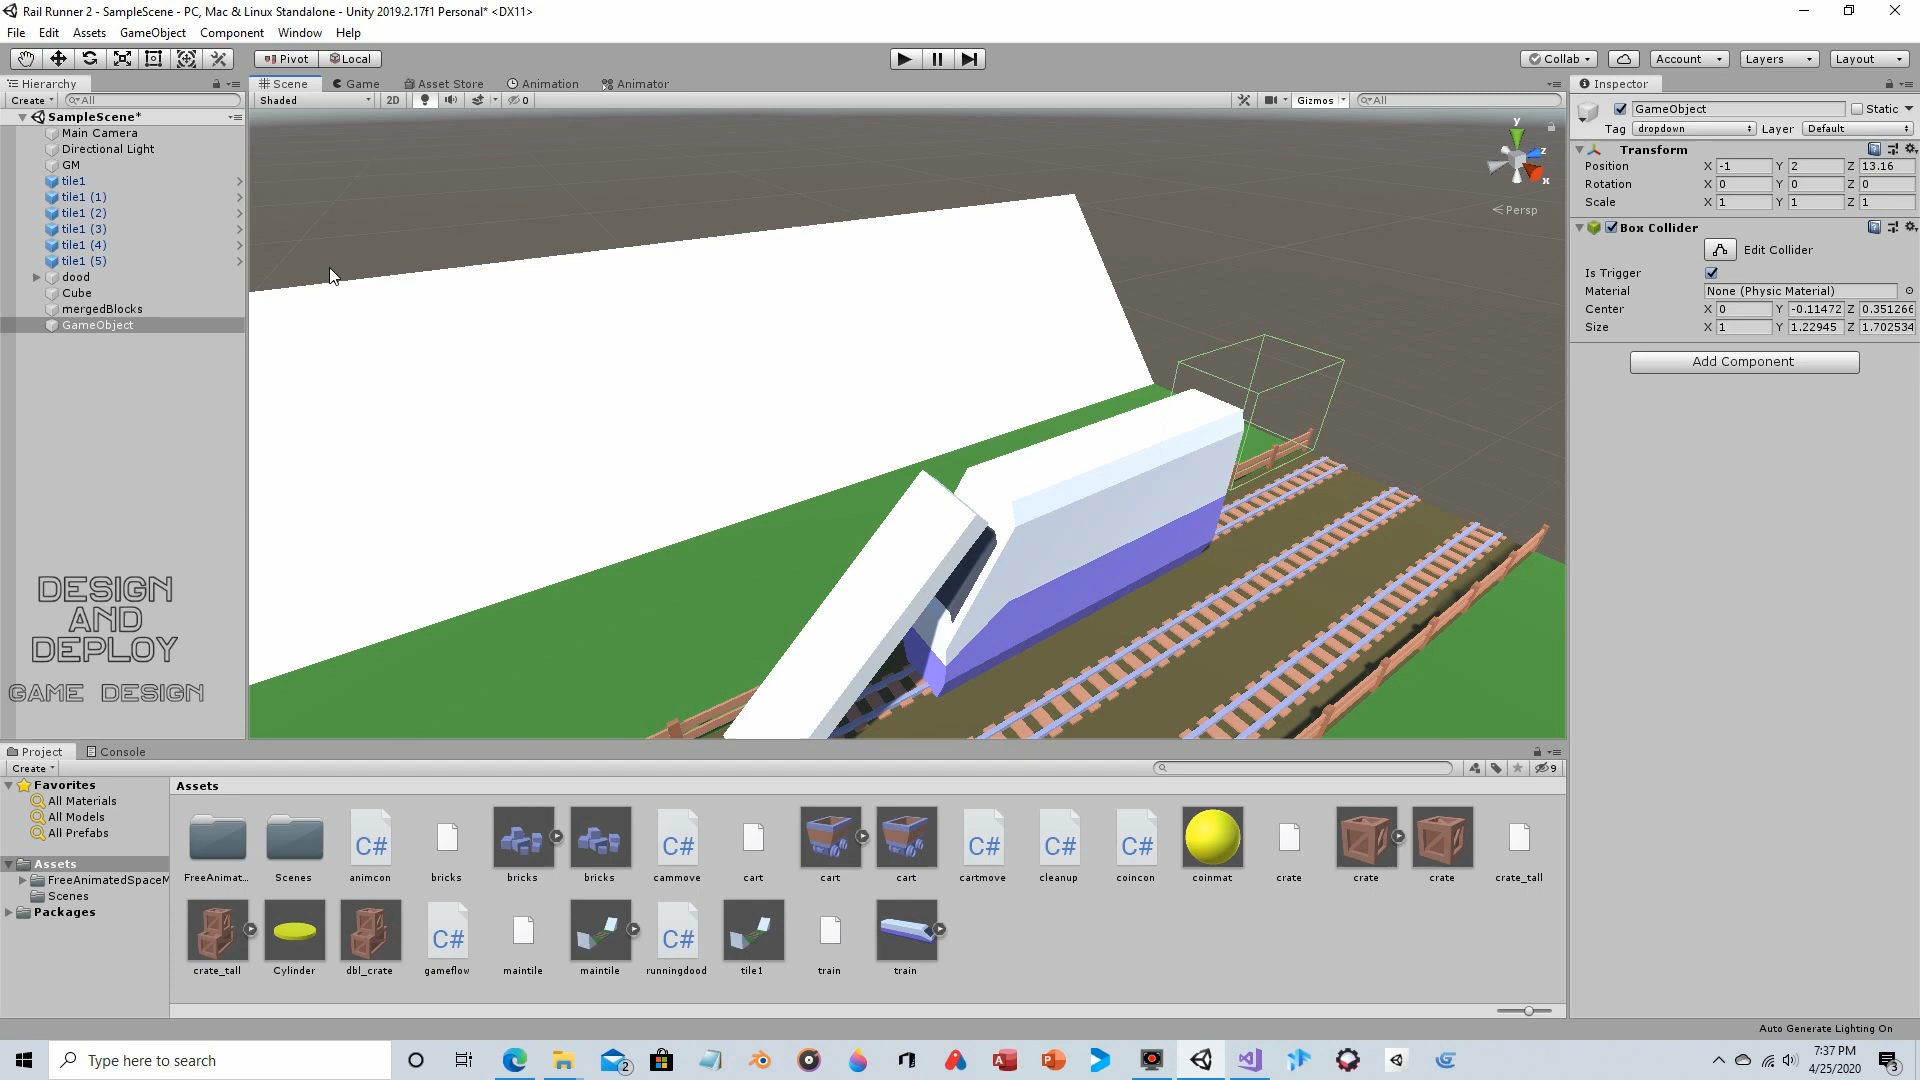 Rail Runner 2 - SampleScene - PC, Mac & Linux Standalone - Unity 2019.2.17f1 Personal* <DX11>
File Edit Assets GameObject Component Window Help
Pivot Local Collab Account Layers Layout
Hierarchy Scene Game Asset Store Animation Animator Inspector
Create All Shaded 2D 0 Gizmos All
GameObject Static
Tag dropdown Layer Default
SampleScene*
Main Camera
Directional Light
GM
tile1
tile1 (1)
tile1 (2)
tile1 (3)
tile1 (4)
tile1 (5)
dood
Cube
mergedBlocks
GameObject
y
z
x
Persp
Transform
Position X -1 Y 2 Z 13.16
Rotation X 0 Y 0 Z 0
Scale X 1 Y 1 Z 1
Box Collider
Edit Collider
Is Trigger
Material None (Physic Material)
Center X 0 Y -0.11472 Z 0.351266
Size X 1 Y 1.22945 Z 1.702534
Add Component
DESIGN
AND
DEPLOY
GAME DESIGN
Project Console
Create 9
Favorites
All Materials
All Models
All Prefabs
Assets
FreeAnimatedSpaceM
Scenes
Packages
Assets
C# C# C# C# C#
FreeAnimat... Scenes animcon bricks bricks bricks cammove cart cart cart cartmove cleanup coincon coinmat crate crate crate crate_tall
C# C#
crate_tall Cylinder dbl_crate gameflow maintile maintile runningdood tile1 train train
Auto Generate Lighting On
Type here to search
2
7:37 PM
4/25/2020
3